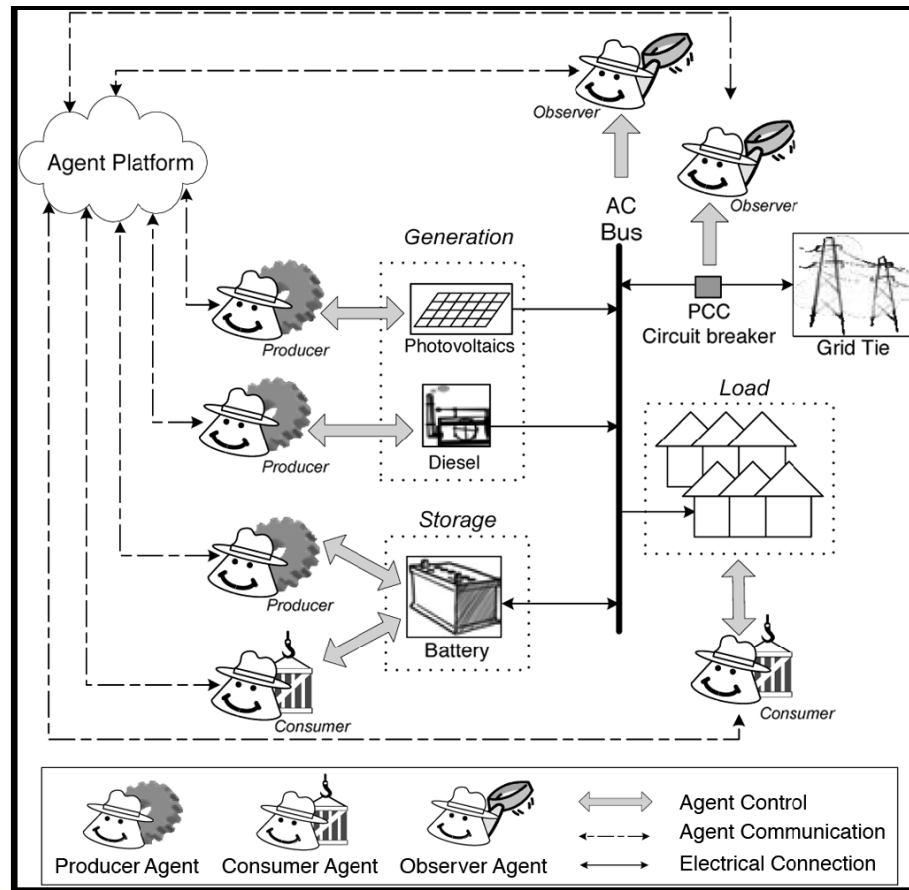 Observer
Agent Platform
Observer
AC
Bus
Generation
Producer
Photovoltaics
PCC
Circuit breaker
Grid Tie
Load
Producer
Diesel
Storage
Producer
Battery
Consumer
Consumer
Producer Agent
Consumer Agent
Observer Agent
Agent Control
Agent Communication
Electrical Connection